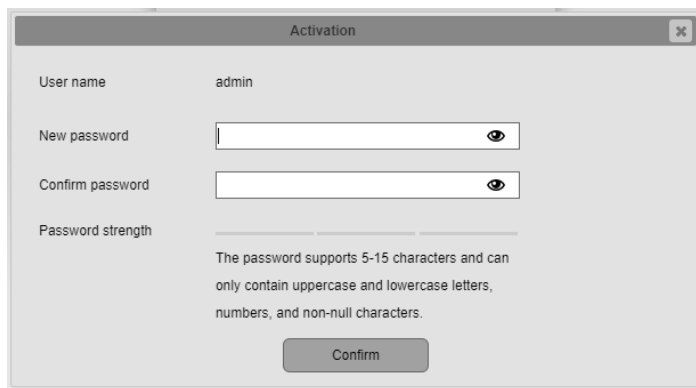 Activation
User name admin
New password
Confirm password
Password strength
The password supports 5-15 characters and can
only contain uppercase and lowercase letters,
numbers, and non-null characters.
Confirm